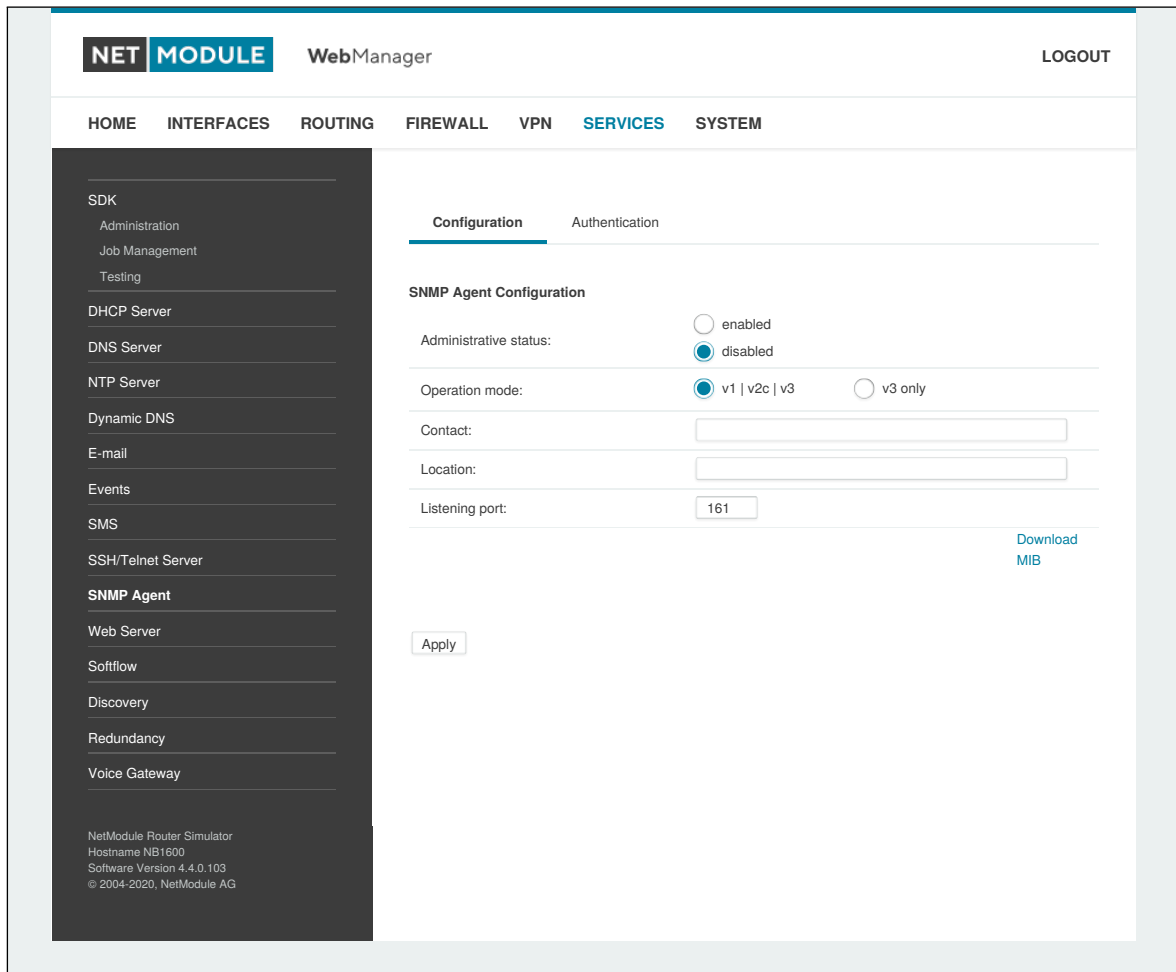 NET MODULE WebManager LOGOUT
HOME INTERFACES ROUTING FIREWALL VPN SERVICES SYSTEM
SDK
Administration
Job Management
Testing
DHCP Server
DNS Server
NTP Server
Dynamic DNS
E-mail
Events
SMS
SSH/Telnet Server
SNMP Agent
Web Server
Softflow
Discovery
Redundancy
Voice Gateway
NetModule Router Simulator
Hostname NB1600
Software Version 4.4.0.103
© 2004-2020, NetModule AG
Configuration Authentication
SNMP Agent Configuration
Administrative status: enabled
disabled
Operation mode: v1 | v2c | v3 v3 only
Contact:
Location:
Listening port: 161
Download
MIB
Apply